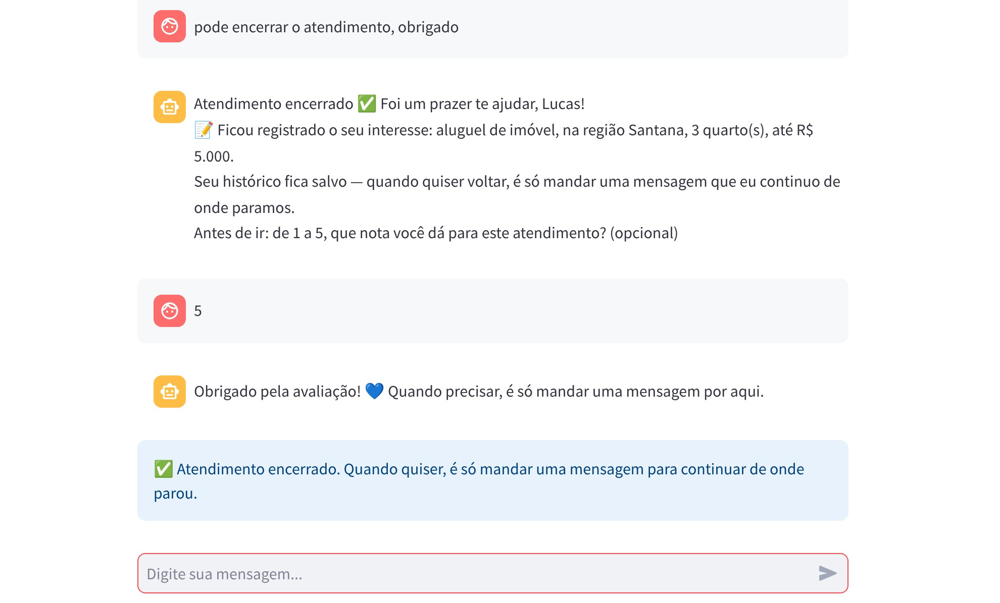 pode encerrar o atendimento, obrigado
Atendimento encerrado ✅ Foi um prazer te ajudar, Lucas!
📝 Ficou registrado o seu interesse: aluguel de imóvel, na região Santana, 3 quarto(s), até R$
5.000.
Seu histórico fica salvo — quando quiser voltar, é só mandar uma mensagem que eu continuo de
onde paramos.
Antes de ir: de 1 a 5, que nota você dá para este atendimento? (opcional)
5
Obrigado pela avaliação! 💙 Quando precisar, é só mandar uma mensagem por aqui.
✅ Atendimento encerrado. Quando quiser, é só mandar uma mensagem para continuar de onde
parou.
Digite sua mensagem...